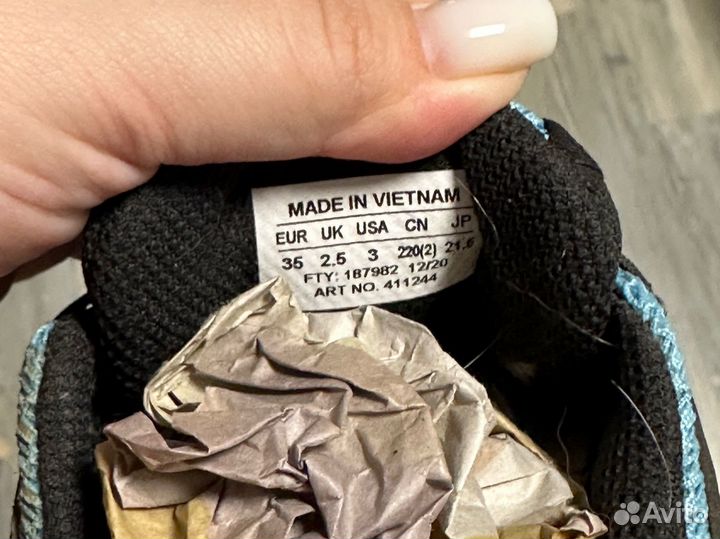 MADE IN VIETNAM
EUR UK USA CN JP
35 2.5 3 220(2) 21.5
FTY: 187982 12/20
ART NO. 411244
Avito